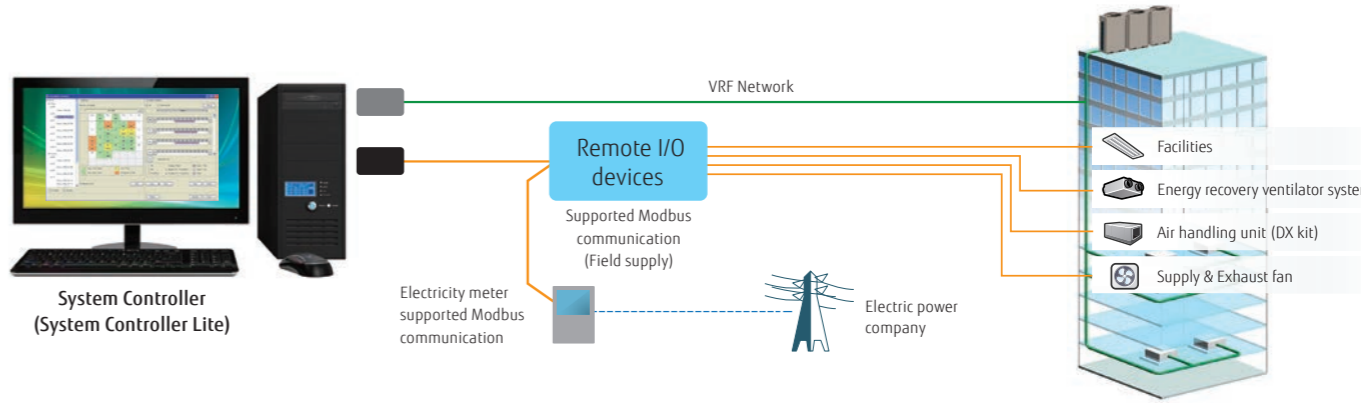 VRF Network
Remote I/O
devices
Supported Modbus
communication
(Field supply)
Facilities
Energy recovery ventilator system
Air handling unit (DX kit)
Supply & Exhaust fan
System Controller
(System Controller Lite)
Electricity meter
supported Modbus
communication
Electric power
company